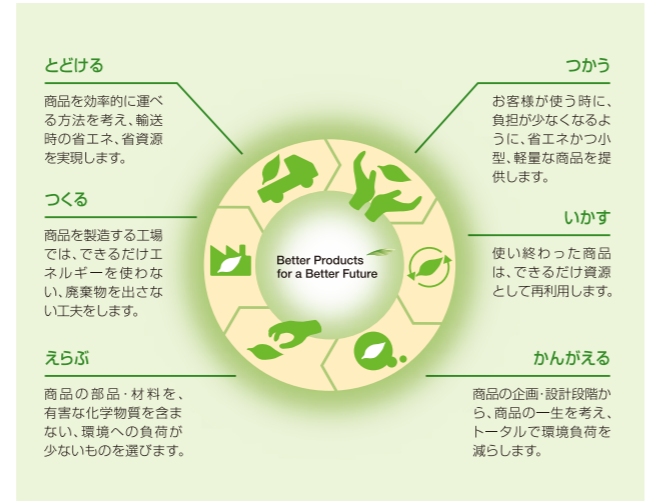 とどける
商品を効率的に運べ
る方法を考え、輸送
時の省エネ、省資源
を実現します。
つくる
商品を製造する工場
では、できるだけエ
ネルギーを使わな
い、廃棄物を出さな
い工夫をします。
えらぶ
商品の部品・材料を、
有害な化学物質を含ま
ない、環境への負荷が
少ないものを選びます。
Better Products
for a Better Future
つかう
お客様が使う時に、
負担が少なくなるよ
うに、省エネかつ小
型、軽量な商品を提
供します。
いかす
使い終わった商品
は、できるだけ資源
として再利用します。
かんがえる
商品の企画・設計段階か
ら、商品の一生を考え、
トータルで環境負荷を
減らします。